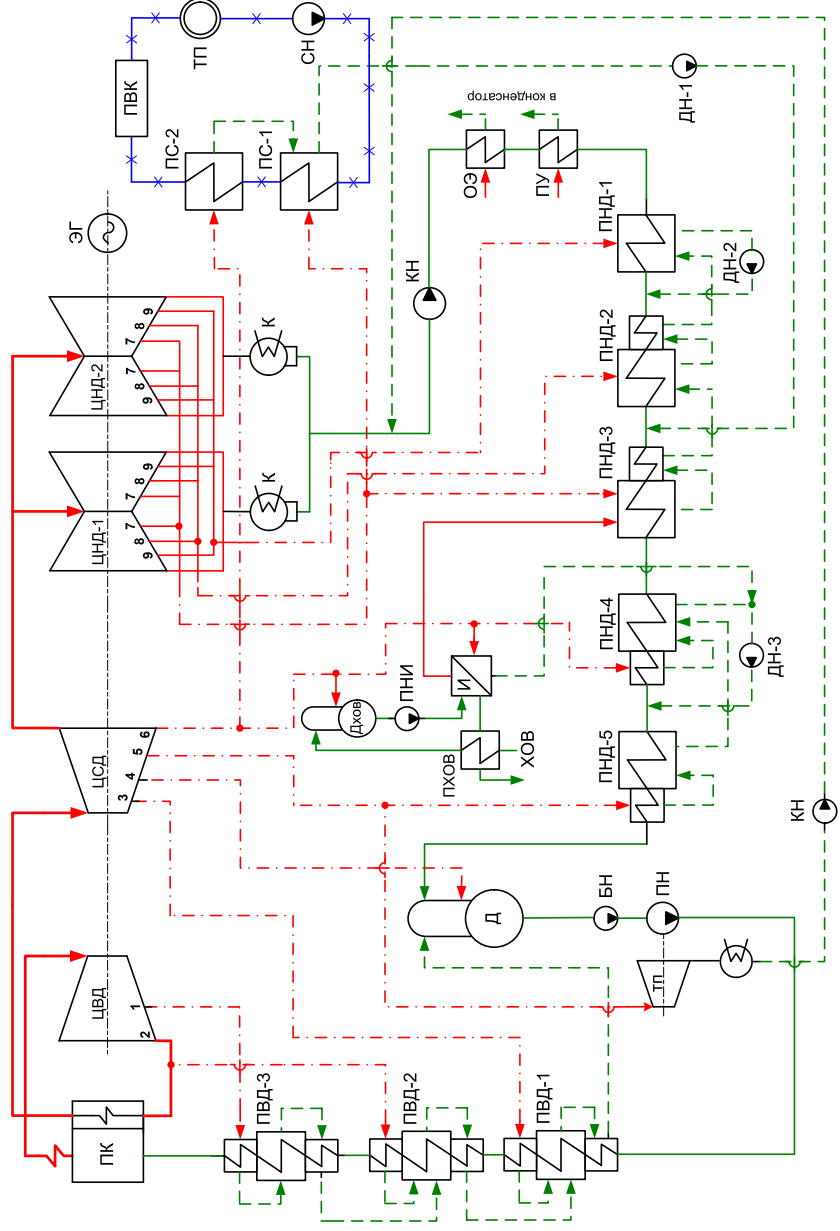 ПК
ЦВД
1
2
ЦСД
3
4
5
6
ЦНД-1
9
8
7
7
8
9
ЦНД-2
9
8
7
7
8
9
ЭГ
ПВК
ТП
ПС-2
ПС-1
СН
К
К
ПВД-3
ПВД-2
ПВД-1
Дхов
ПНИ
И
ПХОВ
ХОВ
КН
ОЭ
ПУ
в конденсатор
Д
БН
ПН
ТП
КН
ПНД-5
ПНД-4
ПНД-3
ПНД-2
ПНД-1
ДН-3
ДН-2
ДН-1